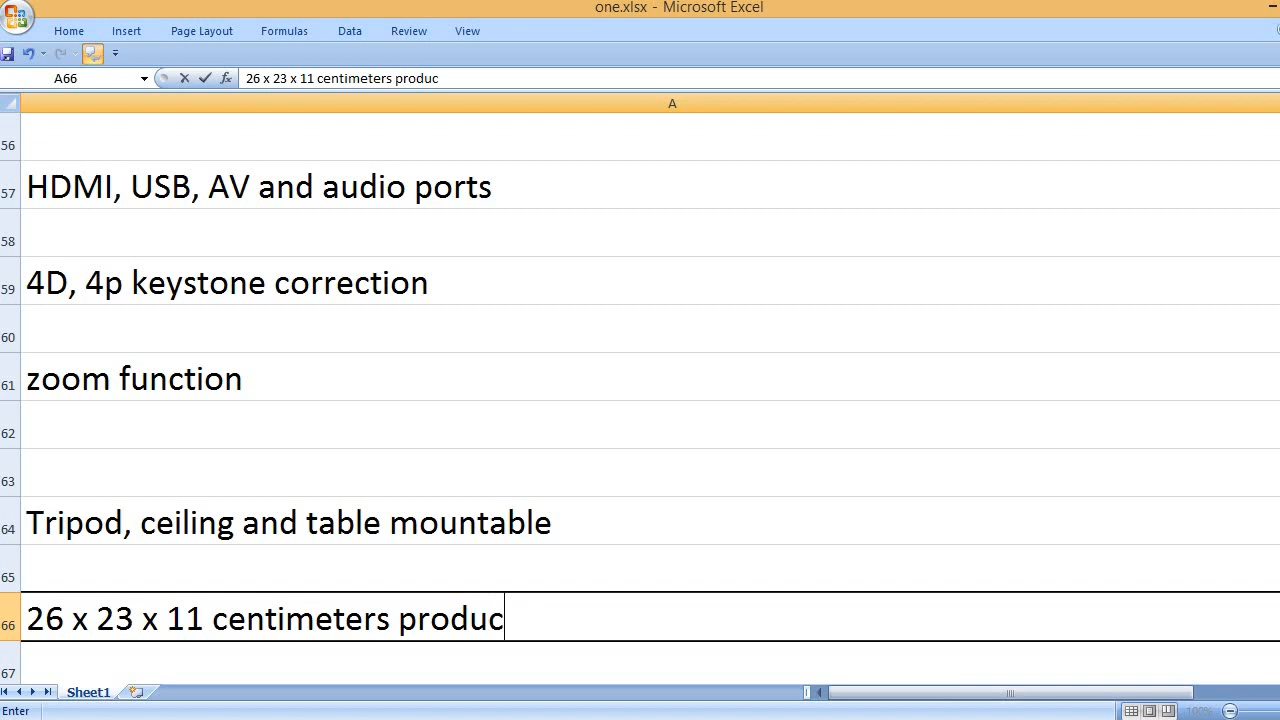 one.xlsx - Microsoft Excel
Home Insert Page Layout Formulas Data Review View
A66 fx 26 x 23 x 11 centimeters produc
A
56
57 HDMI, USB, AV and audio ports
58
59 4D, 4p keystone correction
60
61 zoom function
62
63
64 Tripod, ceiling and table mountable
65
66 26 x 23 x 11 centimeters produc
67
Sheet1
Enter 100%